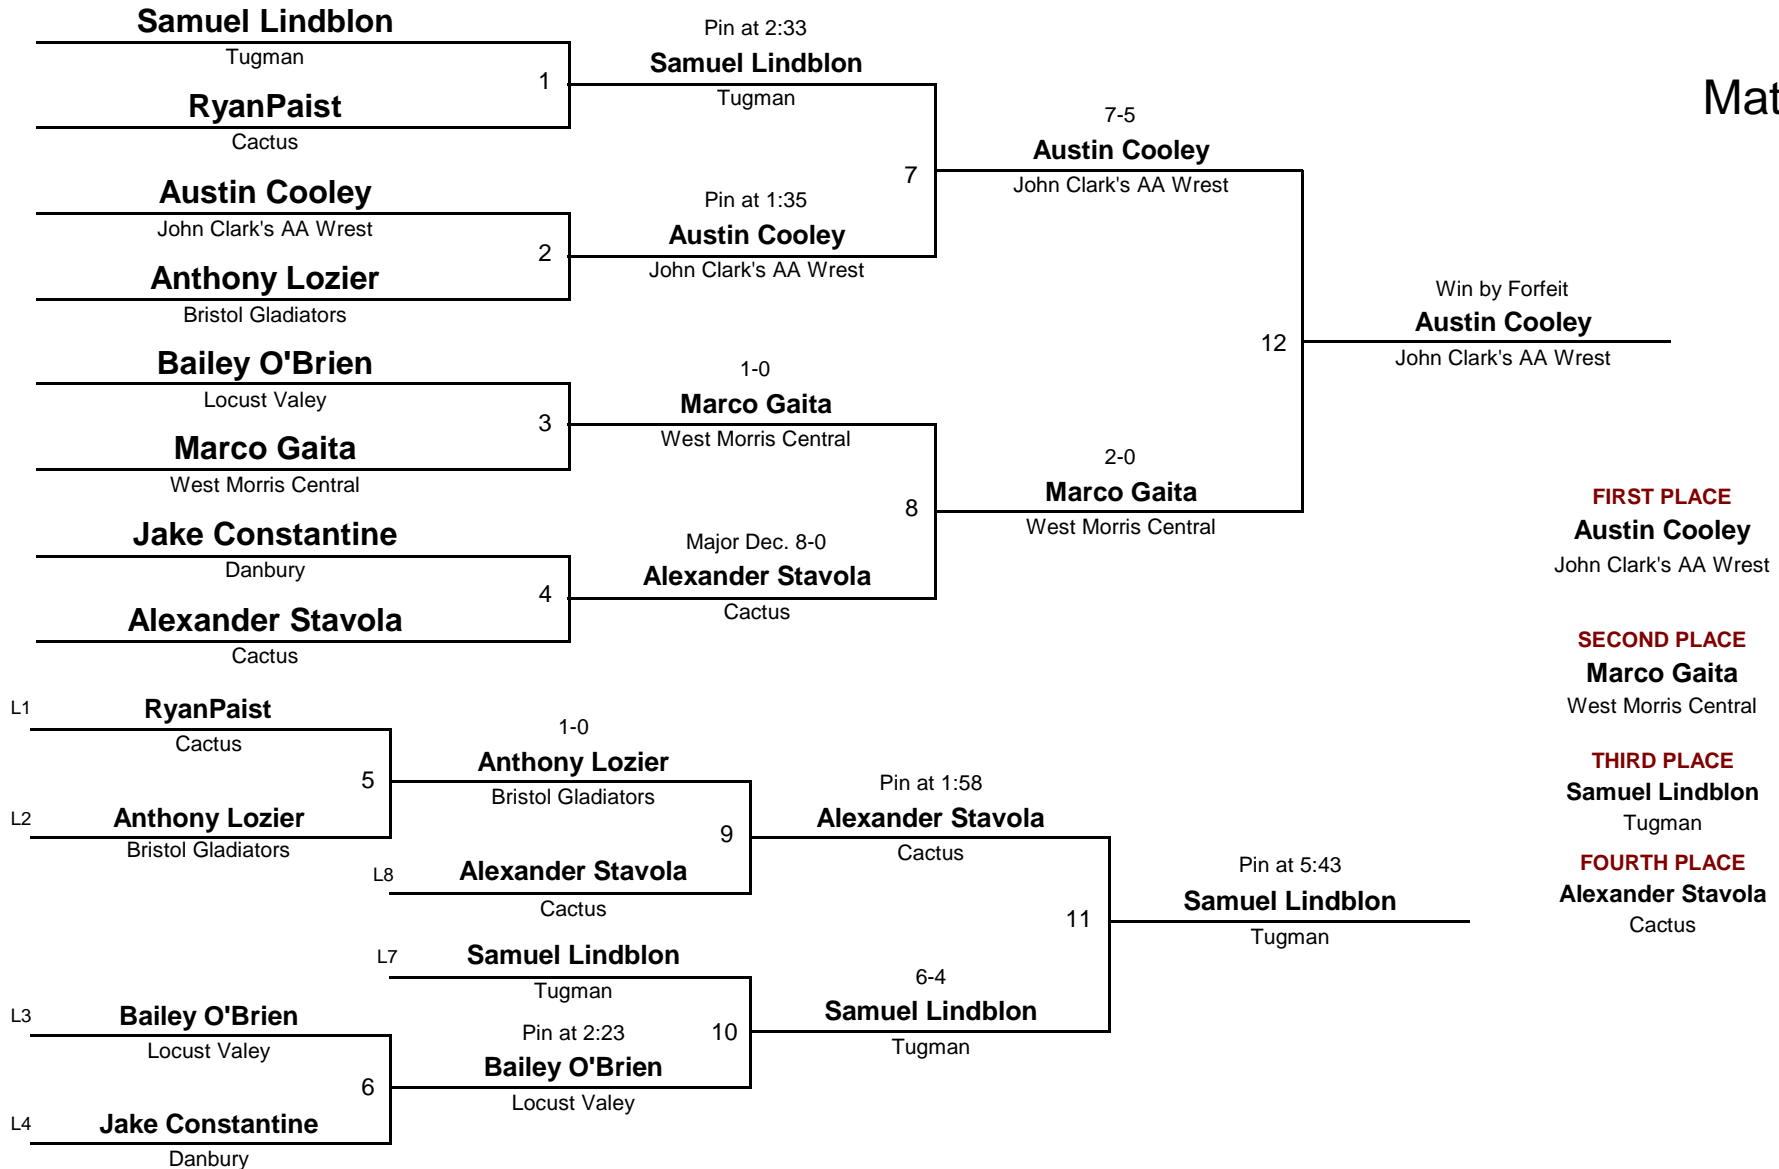 Samuel Lindblon
Tugman
1
RyanPaist
Cactus
Pin at 2:33
Samuel Lindblon
Tugman
Austin Cooley
John Clark's AA Wrest
2
Anthony Lozier
Bristol Gladiators
Pin at 1:35
Austin Cooley
John Clark's AA Wrest
7
7-5
Austin Cooley
John Clark's AA Wrest
Mat
Bailey O'Brien
Locust Valey
3
Marco Gaita
West Morris Central
1-0
Marco Gaita
West Morris Central
Jake Constantine
Danbury
4
Alexander Stavola
Cactus
Major Dec. 8-0
Alexander Stavola
Cactus
8
2-0
Marco Gaita
West Morris Central
12
Win by Forfeit
Austin Cooley
John Clark's AA Wrest
FIRST PLACE
Austin Cooley
John Clark's AA Wrest
SECOND PLACE
Marco Gaita
West Morris Central
THIRD PLACE
Samuel Lindblon
Tugman
FOURTH PLACE
Alexander Stavola
Cactus
L1
RyanPaist
Cactus
5
L2
Anthony Lozier
Bristol Gladiators
1-0
Anthony Lozier
Bristol Gladiators
9
L8
Alexander Stavola
Cactus
Pin at 1:58
Alexander Stavola
Cactus
L7
Samuel Lindblon
Tugman
L3
Bailey O'Brien
Locust Valey
6
L4
Jake Constantine
Danbury
Pin at 2:23
Bailey O'Brien
Locust Valey
10
6-4
Samuel Lindblon
Tugman
11
Pin at 5:43
Samuel Lindblon
Tugman